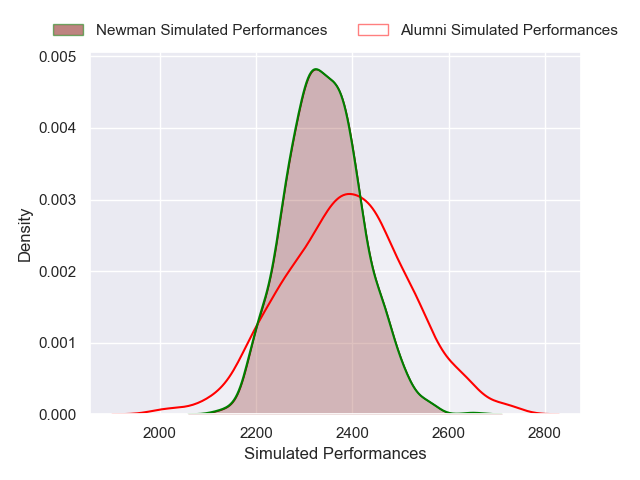 Newman Simulated Performances Alumni Simulated Performances
0.005
0.004
0.003
0.002
0.001
0.000
Density
2000 2200 2400 2600 2800
Simulated Performances